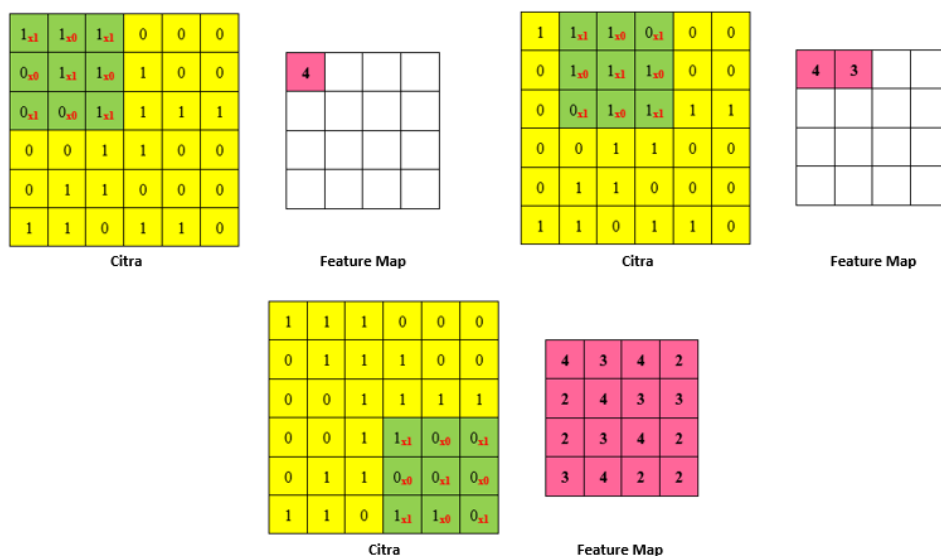 1x1 1x0 1x1 0 0 0
0x0 1x1 1x0 1 0 0
0x1 0x0 1x1 1 1 1
0 0 1 1 0 0
0 1 1 0 0 0
1 1 0 1 1 0
Citra
4
Feature Map
1 1x1 1x0 0x1 0 0
0 1x0 1x1 1x0 0 0
0 0x1 1x0 1x1 1 1
0 0 1 1 0 0
0 1 1 0 0 0
1 1 0 1 1 0
Citra
4 3
Feature Map
1 1 1 0 0 0
0 1 1 1 0 0
0 0 1 1 1 1
0 0 1 1x1 0x0 0x1
0 1 1 0x0 0x1 0x0
1 1 0 1x1 1x0 0x1
Citra
4 3 4 2
2 4 3 3
2 3 4 2
3 4 2 2
Feature Map